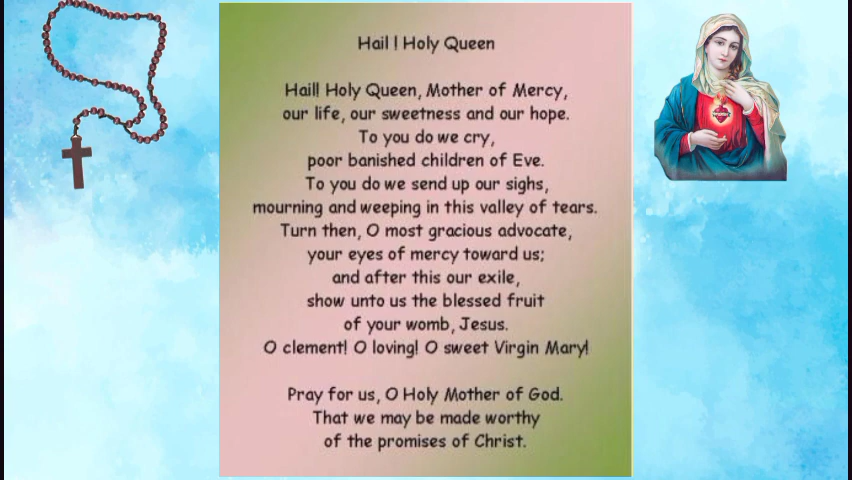 Hail ! Holy Queen
Hail! Holy Queen, Mother of Mercy,
our life, our sweetness and our hope.
To you do we cry,
poor banished children of Eve.
To you do we send up our sighs,
mourning and weeping in this valley of tears.
Turn then, O most gracious advocate,
your eyes of mercy toward us;
and after this our exile,
show unto us the blessed fruit
of your womb, Jesus.
O clement! O loving! O sweet Virgin Mary!
Pray for us, O Holy Mother of God.
That we may be made worthy
of the promises of Christ.